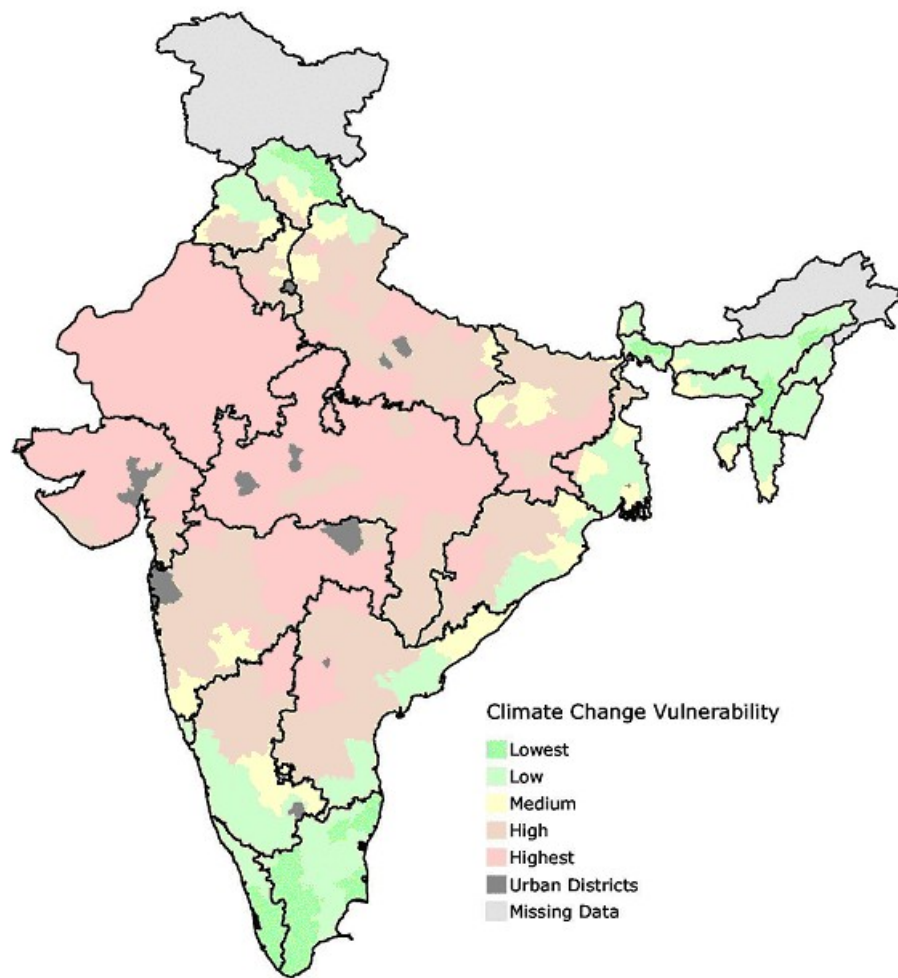 Climate Change Vulnerability
Lowest
Low
Medium
High
Highest
Urban Districts
Missing Data